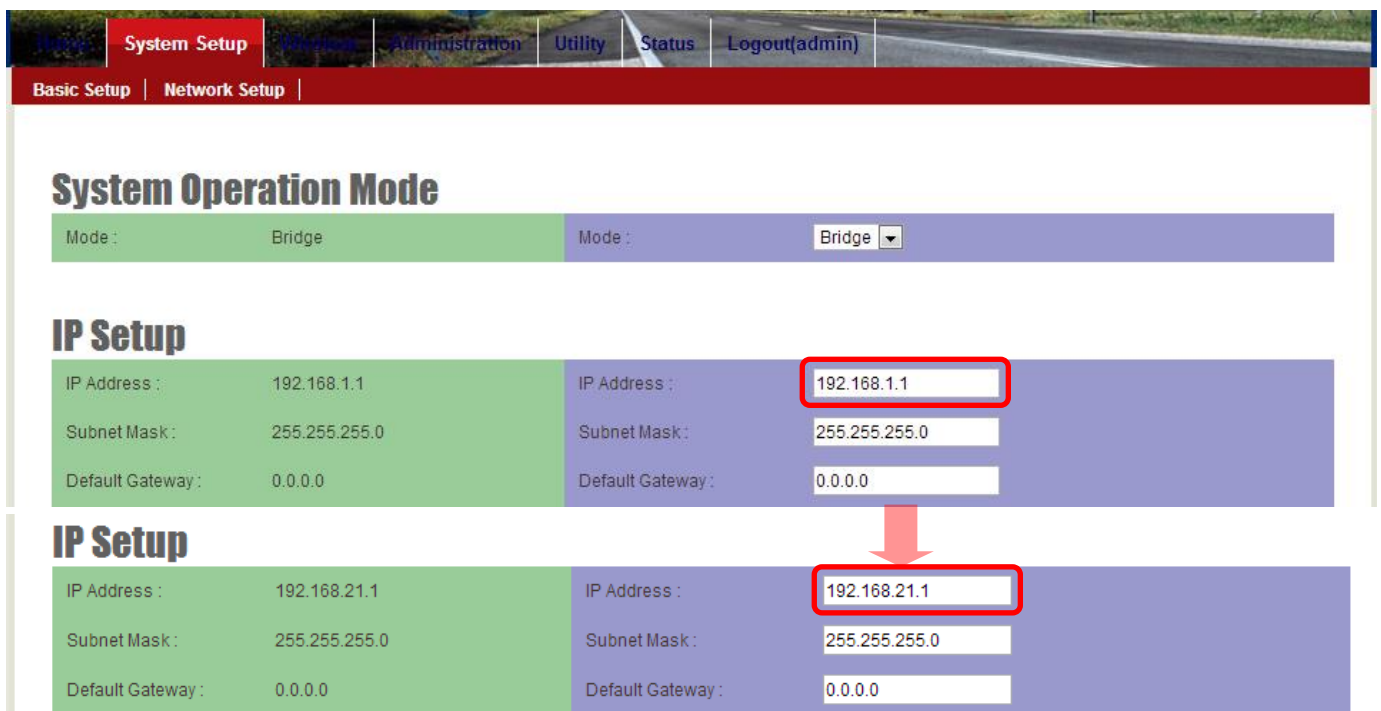 Home System Setup Wireless Administration Utility Status Logout(admin)
Basic Setup | Network Setup |
System Operation Mode
Mode : Bridge Mode : Bridge
IP Setup
IP Address : 192.168.1.1 IP Address : 192.168.1.1
Subnet Mask : 255.255.255.0 Subnet Mask : 255.255.255.0
Default Gateway : 0.0.0.0 Default Gateway : 0.0.0.0
IP Setup
IP Address : 192.168.21.1 IP Address : 192.168.21.1
Subnet Mask : 255.255.255.0 Subnet Mask : 255.255.255.0
Default Gateway : 0.0.0.0 Default Gateway : 0.0.0.0